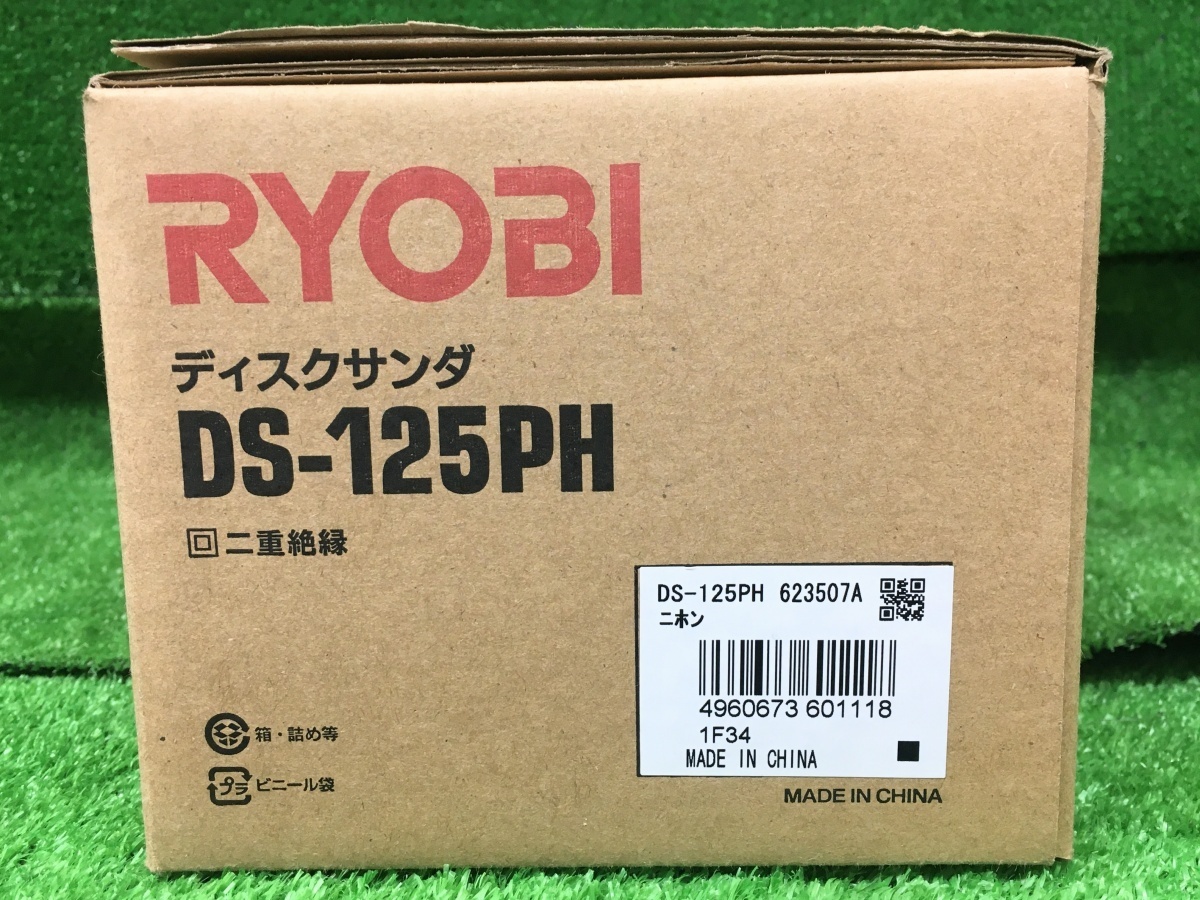 RYOBI
ディスクサンダ
DS-125PH
二重絶縁
DS-125PH 623507A
ニホン
4960673 601118
1F34
MADE IN CHINA
箱・詰め等
プラ ビニール袋
MADE IN CHINA